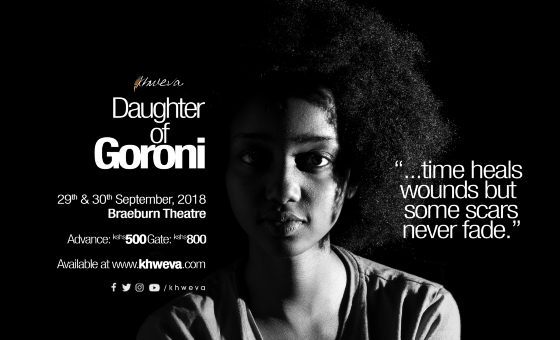 khweva
Daughter
of
Goroni
29th & 30th September, 2018
Braeburn Theatre
Advance: kshs500 Gate: kshs800
Available at www.khweva.com
/khweva
“...time heals
wounds but
some scars
never fade.”